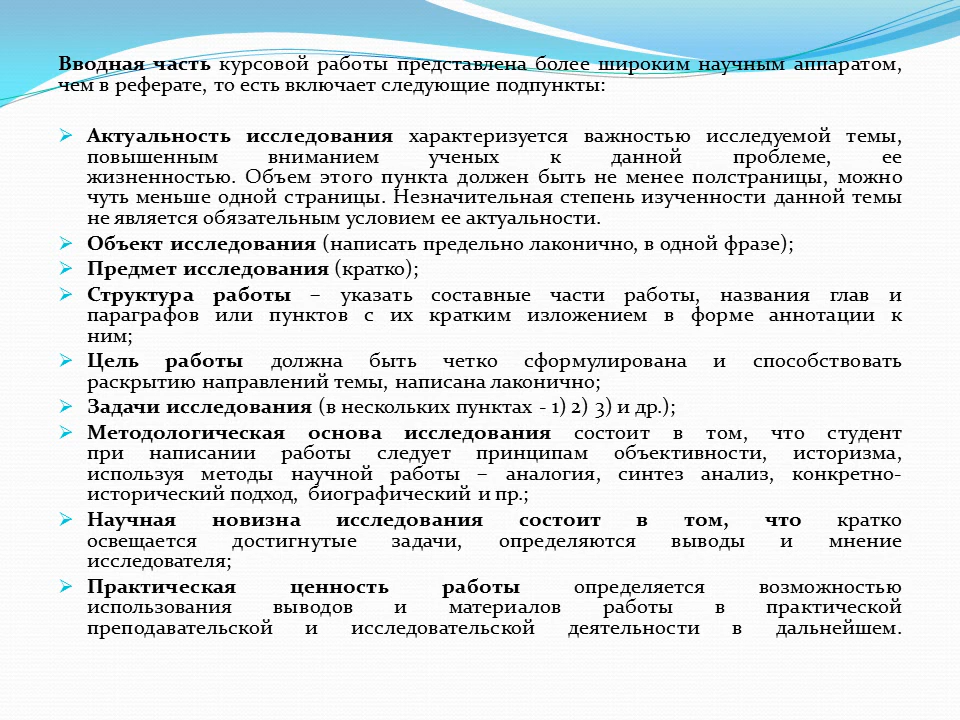 Вводная часть курсовой работы представлена более широким научным аппаратом,
чем в реферате, то есть включает следующие подпункты:
Актуальность исследования характеризуется важностью исследуемой темы,
повышенным вниманием ученых к данной проблеме, ее
жизненностью. Объем этого пункта должен быть не менее полстраницы, можно
чуть меньше одной страницы. Незначительная степень изученности данной темы
не является обязательным условием ее актуальности.
Объект исследования (написать предельно лаконично, в одной фразе);
Предмет исследования (кратко);
Структура работы – указать составные части работы, названия глав и
параграфов или пунктов с их кратким изложением в форме аннотации к
ним;
Цель работы должна быть четко сформулирована и способствовать
раскрытию направлений темы, написана лаконично;
Задачи исследования (в нескольких пунктах - 1) 2) 3) и др.);
Методологическая основа исследования состоит в том, что студент
при написании работы следует принципам объективности, историзма,
используя методы научной работы – аналогия, синтез анализ, конкретно-
исторический подход, биографический и пр.;
Научная новизна исследования состоит в том, что кратко
освещается достигнутые задачи, определяются выводы и мнение
исследователя;
Практическая ценность работы определяется возможностью
использования выводов и материалов работы в практической
преподавательской и исследовательской деятельности в дальнейшем.